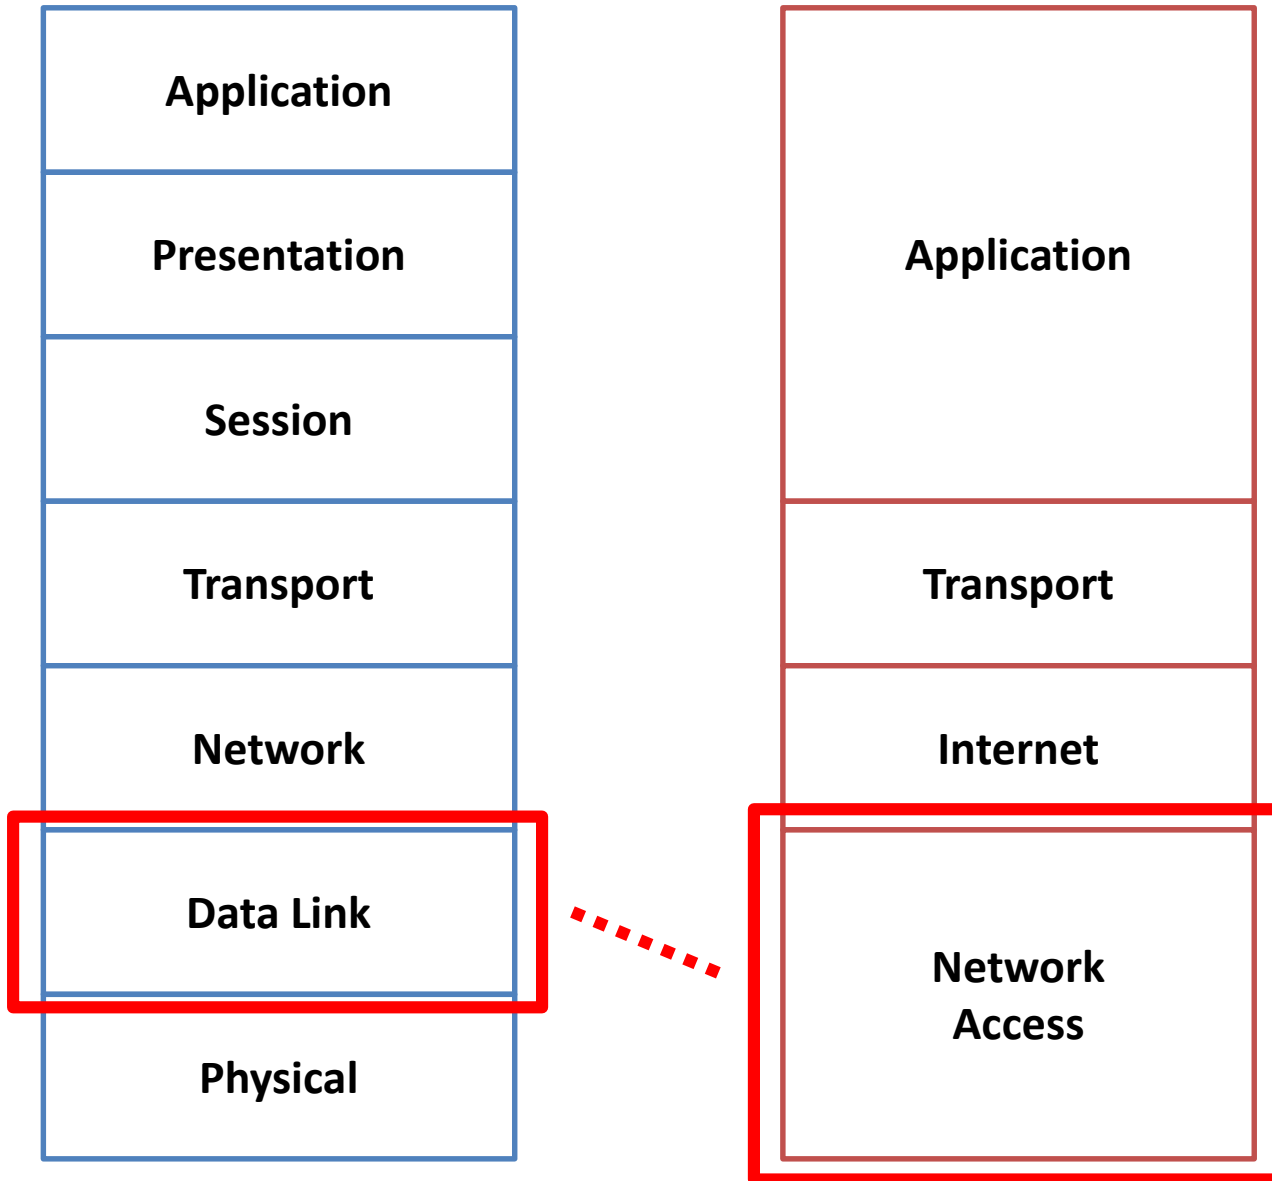 Application
Presentation
Session
Transport
Network
Data Link
Physical
Application
Transport
Internet
Network
Access